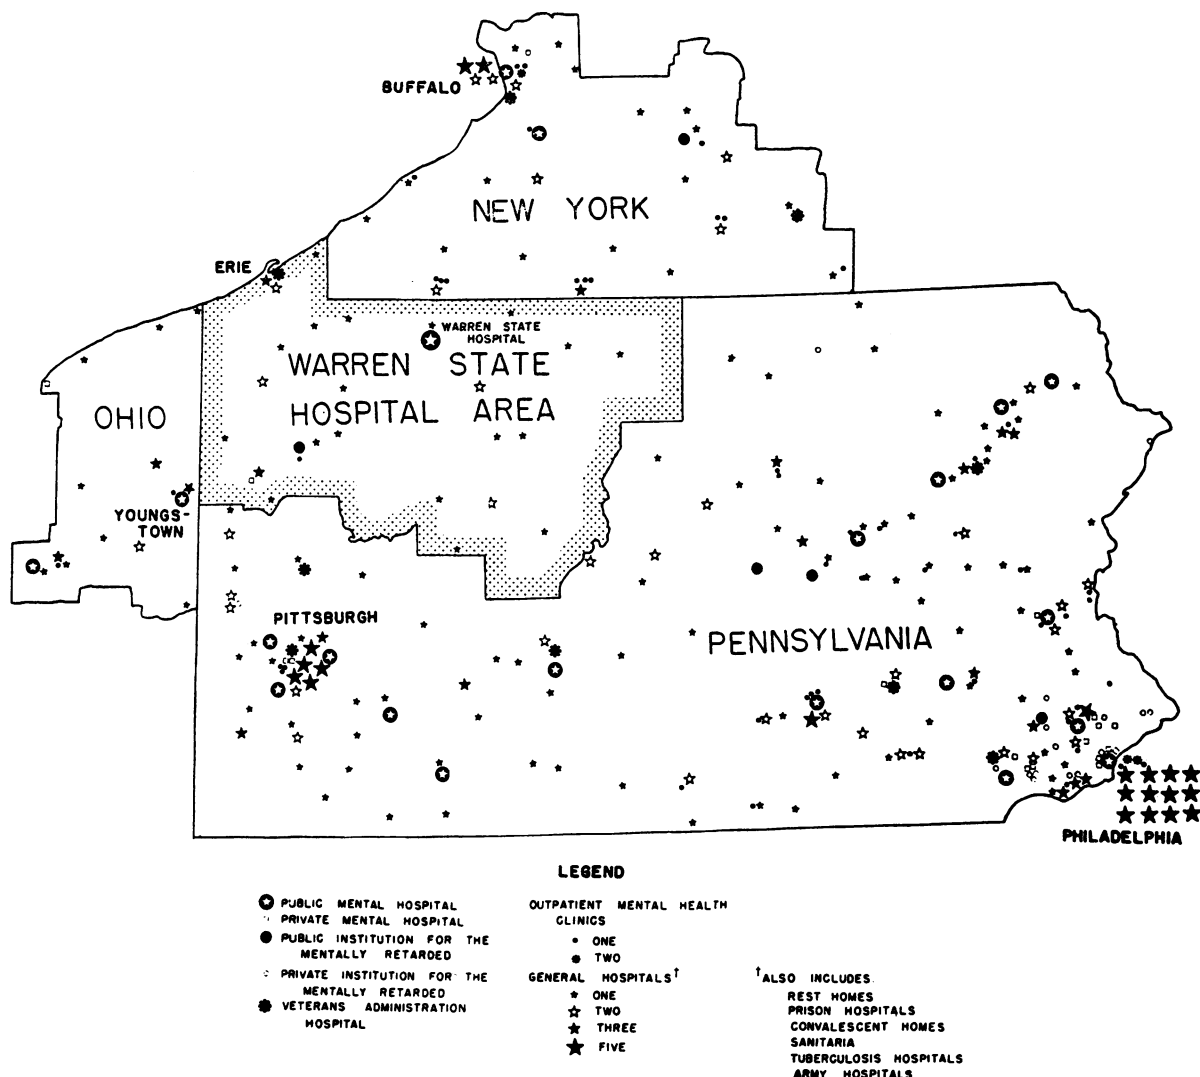 BUFFALO
NEW YORK
ERIE
WARREN STATE
HOSPITAL
WARREN STATE
HOSPITAL AREA
OHIO
YOUNGS-
TOWN
PITTSBURGH
PENNSYLVANIA
PHILADELPHIA
LEGEND
PUBLIC MENTAL HOSPITAL
PRIVATE MENTAL HOSPITAL
PUBLIC INSTITUTION FOR THE
MENTALLY RETARDED
PRIVATE INSTITUTION FOR THE
MENTALLY RETARDED
VETERANS ADMINISTRATION
HOSPITAL
OUTPATIENT MENTAL HEALTH
CLINICS
ONE
TWO
GENERAL HOSPITALS†
ONE
TWO
THREE
FIVE
†ALSO INCLUDES:
REST HOMES
PRISON HOSPITALS
CONVALESCENT HOMES
SANITARIA
TUBERCULOSIS HOSPITALS
ARMY HOSPITALS